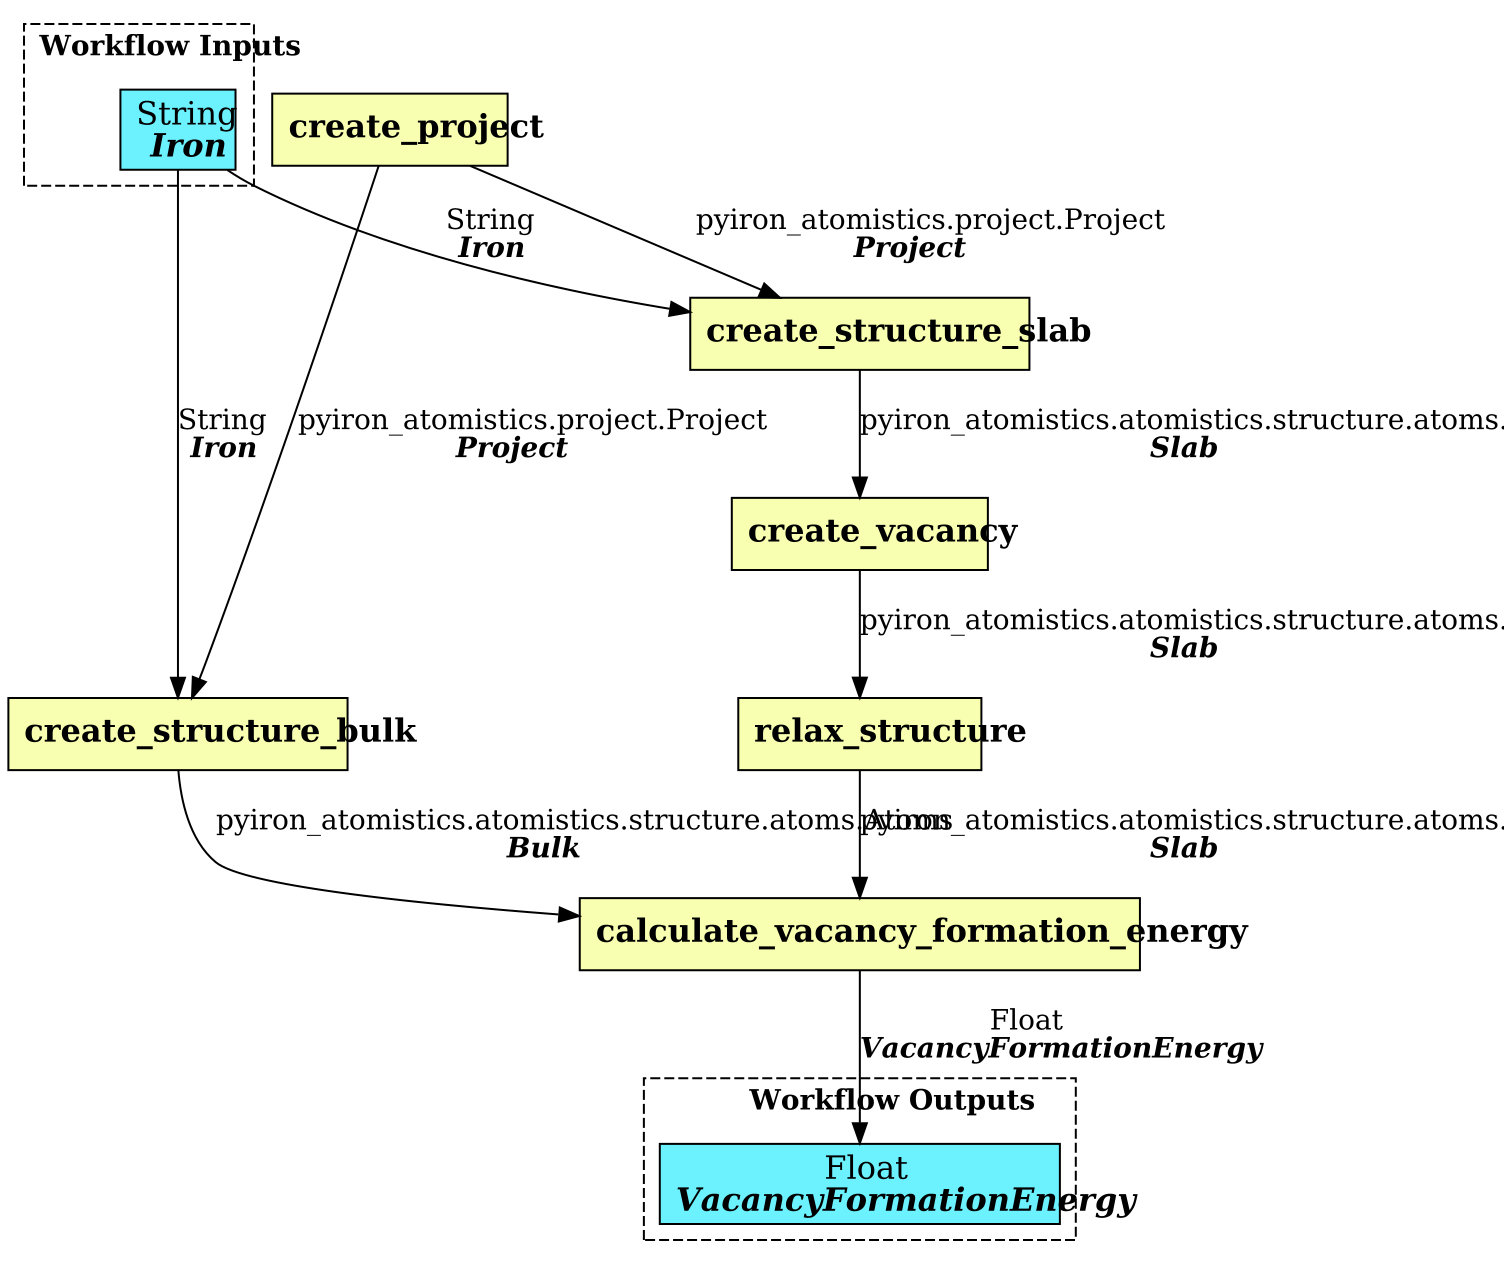 Workflow Inputs
String
Iron
create_project
String
Iron
pyiron_atomistics.project.Project
Project
create_structure_slab
String
Iron
pyiron_atomistics.project.Project
Project
pyiron_atomistics.atomistics.structure.atoms.
Slab
create_vacancy
pyiron_atomistics.atomistics.structure.atoms.
Slab
create_structure_bulk
relax_structure
pyiron_atomistics.atomistics.structure.atoms.Atoms
Bulk
pyiron_atomistics.atomistics.structure.atoms.
Slab
calculate_vacancy_formation_energy
Float
VacancyFormationEnergy
Workflow Outputs
Float
VacancyFormationEnergy